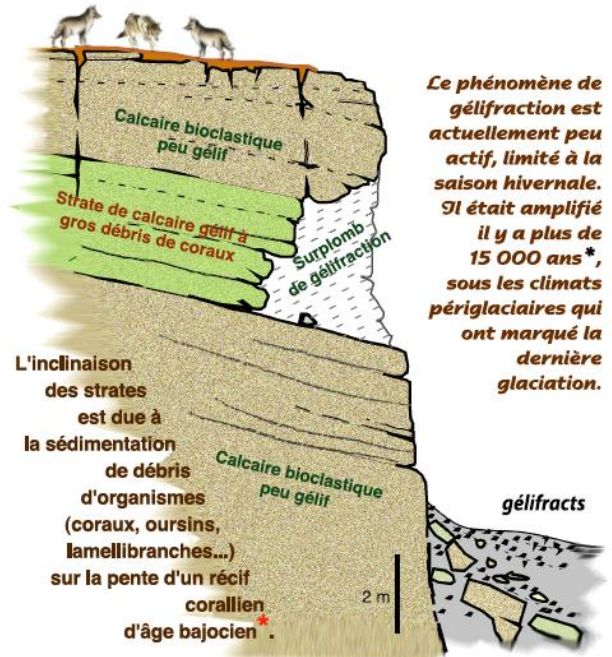 Le phénomène de
gélifraction est
actuellement peu
actif, limité à la
saison hivernale.
Il était amplifié
il y a plus de
15 000 ans*,
sous les climats
périglaciaires qui
ont marqué la
dernière
glaciation.
Calcaire bioclastique
peu gélif
Strate de calcaire gélif à
gros débris de coraux
Surplomb
de gélifraction
L'inclinaison
des strates
est due à
la sédimentation
de débris
d'organismes
(coraux, oursins,
lamellibranches...)
sur la pente d'un récif
corallien
d'âge bajocien*.
Calcaire bioclastique
peu gélif
gélifracts
2 m